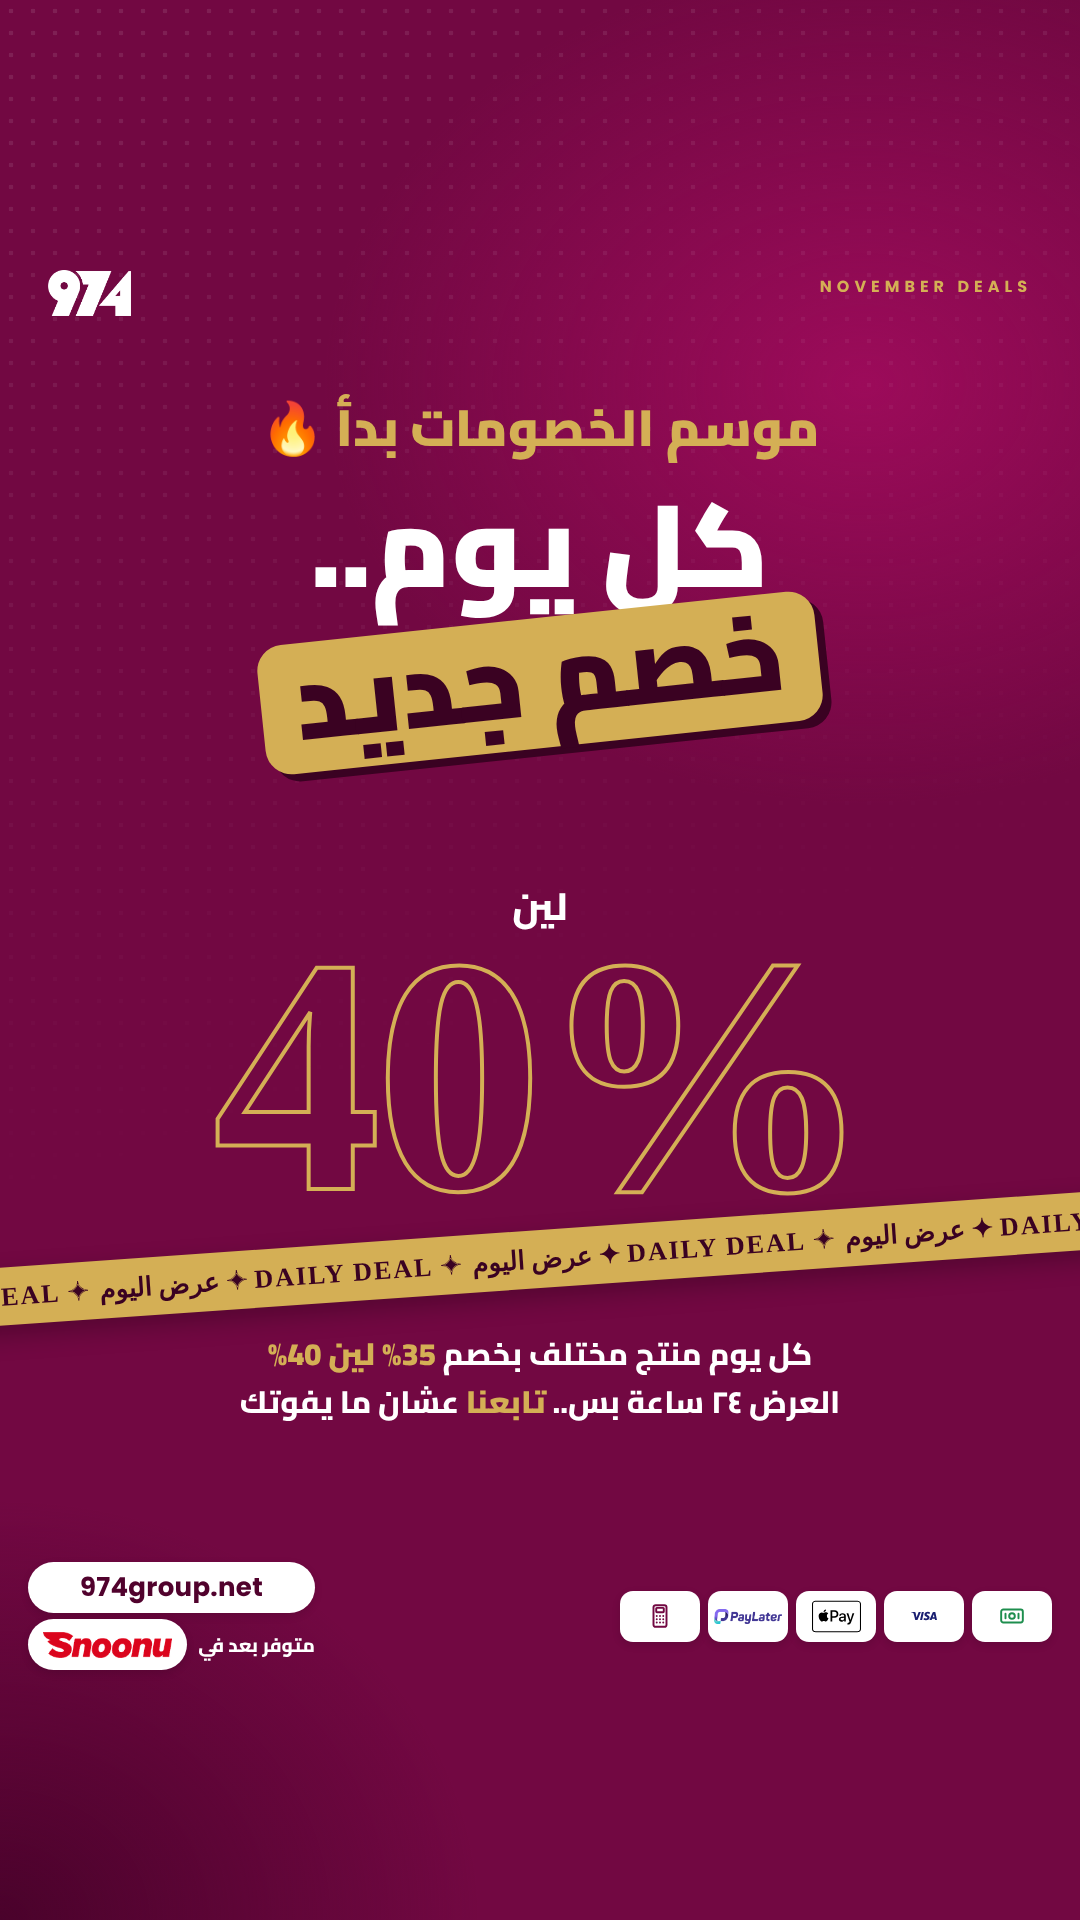 974
NOVEMBER DEALS
موسم الخصومات بدأ 🔥
كل يوم..
خصم جديد
لين
40%
EAL ✦ عرض اليوم ✦ DAILY DEAL ✦ عرض اليوم ✦ DAILY DEAL ✦ عرض اليوم ✦ DAILY
كل يوم منتج مختلف بخصم 35% لين 40%
العرض ٢٤ ساعة بس.. تابعنا عشان ما يفوتك
974group.net
متوفر بعد في Snoonu
PayLater
Pay
VISA